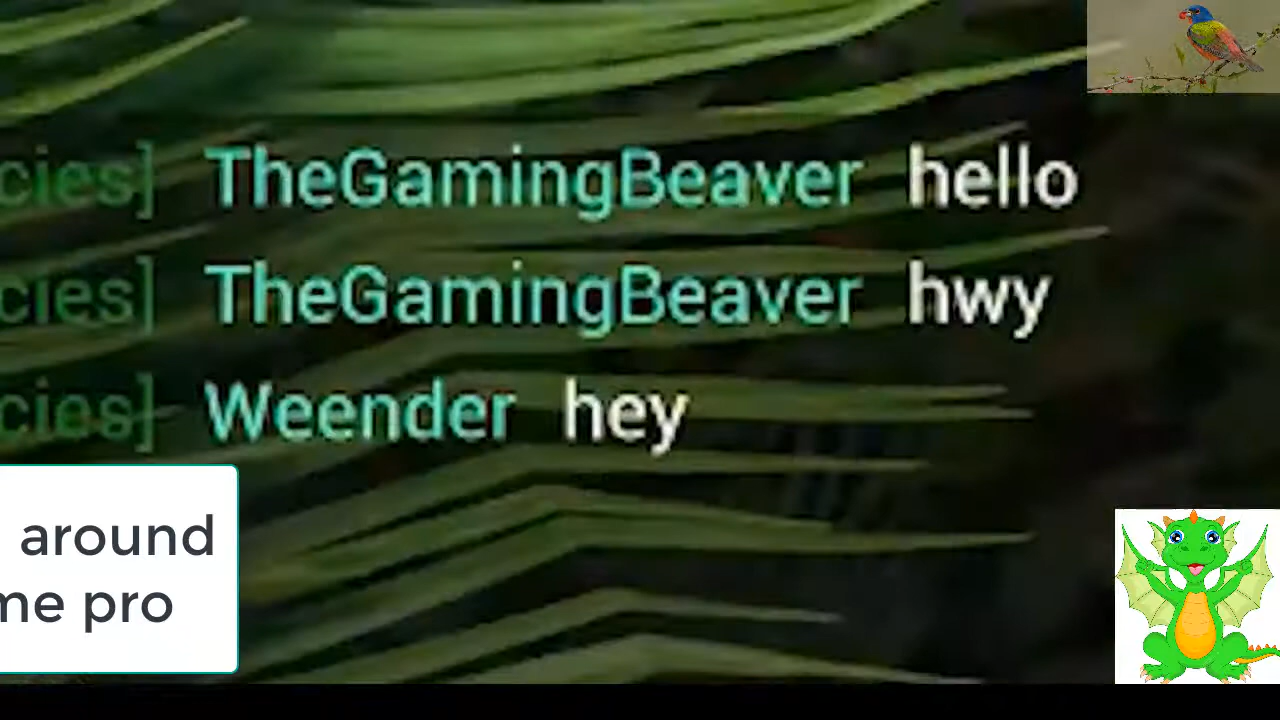 cies] TheGamingBeaver hello
cies] TheGamingBeaver hwy
cies] Weender hey
around
me pro